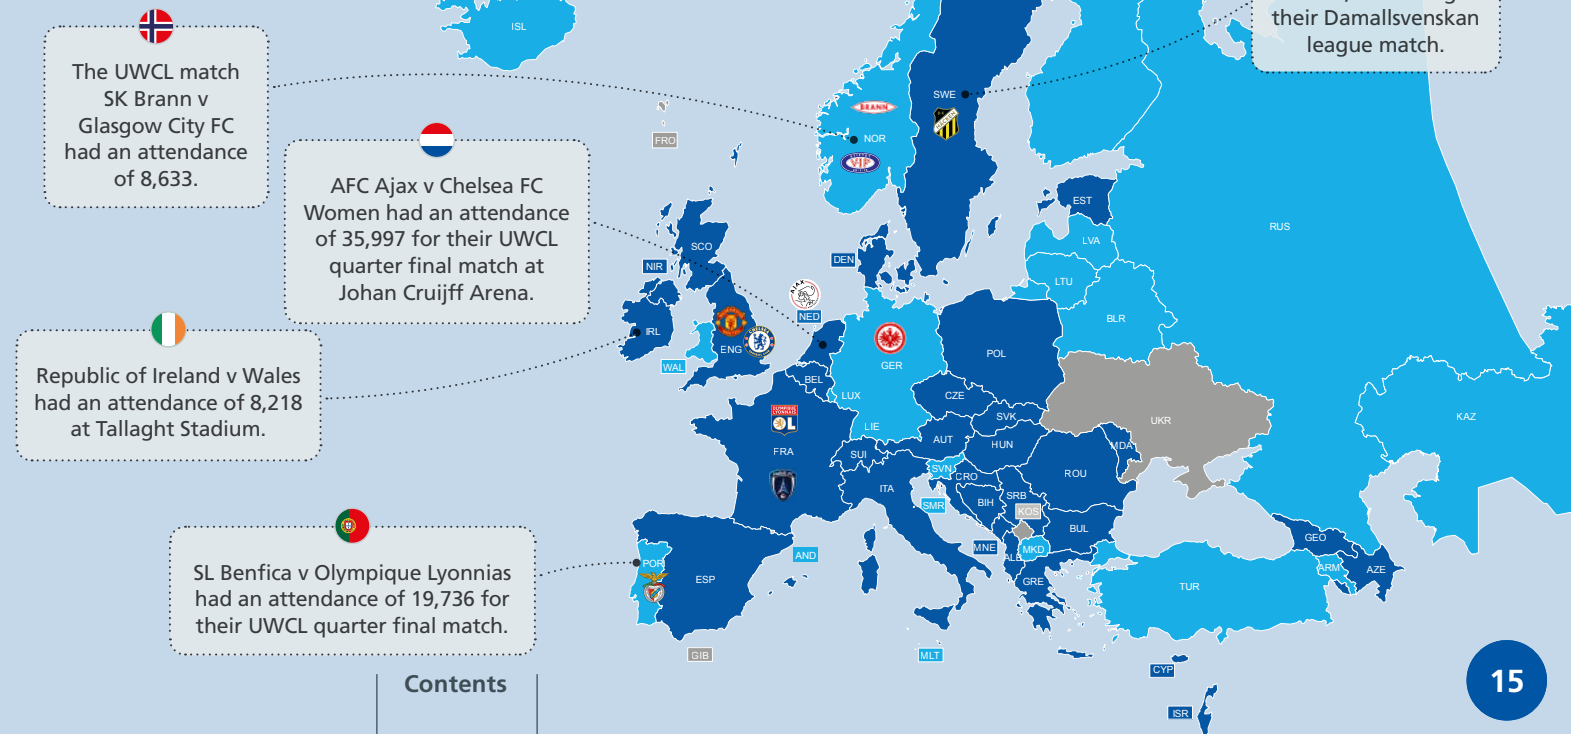 their Damallsvenskan
league match.
The UWCL match
SK Brann v
Glasgow City FC
had an attendance
of 8,633.
AFC Ajax v Chelsea FC
Women had an attendance
of 35,997 for their UWCL
quarter final match at
Johan Cruijff Arena.
Republic of Ireland v Wales
had an attendance of 8,218
at Tallaght Stadium.
SL Benfica v Olympique Lyonnias
had an attendance of 19,736 for
their UWCL quarter final match.
ISL
FRO
SWE
NOR
BRANN
VIF
EST
RUS
LVA
SCO
NIR
DEN
LTU
AJAX
NED
BLR
IRL
ENG
WAL
POL
GER
BEL
LUX
CZE
KAZ
SVK
OLYMPIQUE
LYONNAIS
OL
UKR
LIE
AUT
HUN
MDA
FRA
SUI
SVN
CRO
ROU
ITA
SRB
BIH
SMR
KOS
BUL
GEO
MNE
MKD
ALB
AND
POR
ARM
AZE
ESP
GRE
TUR
GIB
MLT
CYP
ISR
Contents
15